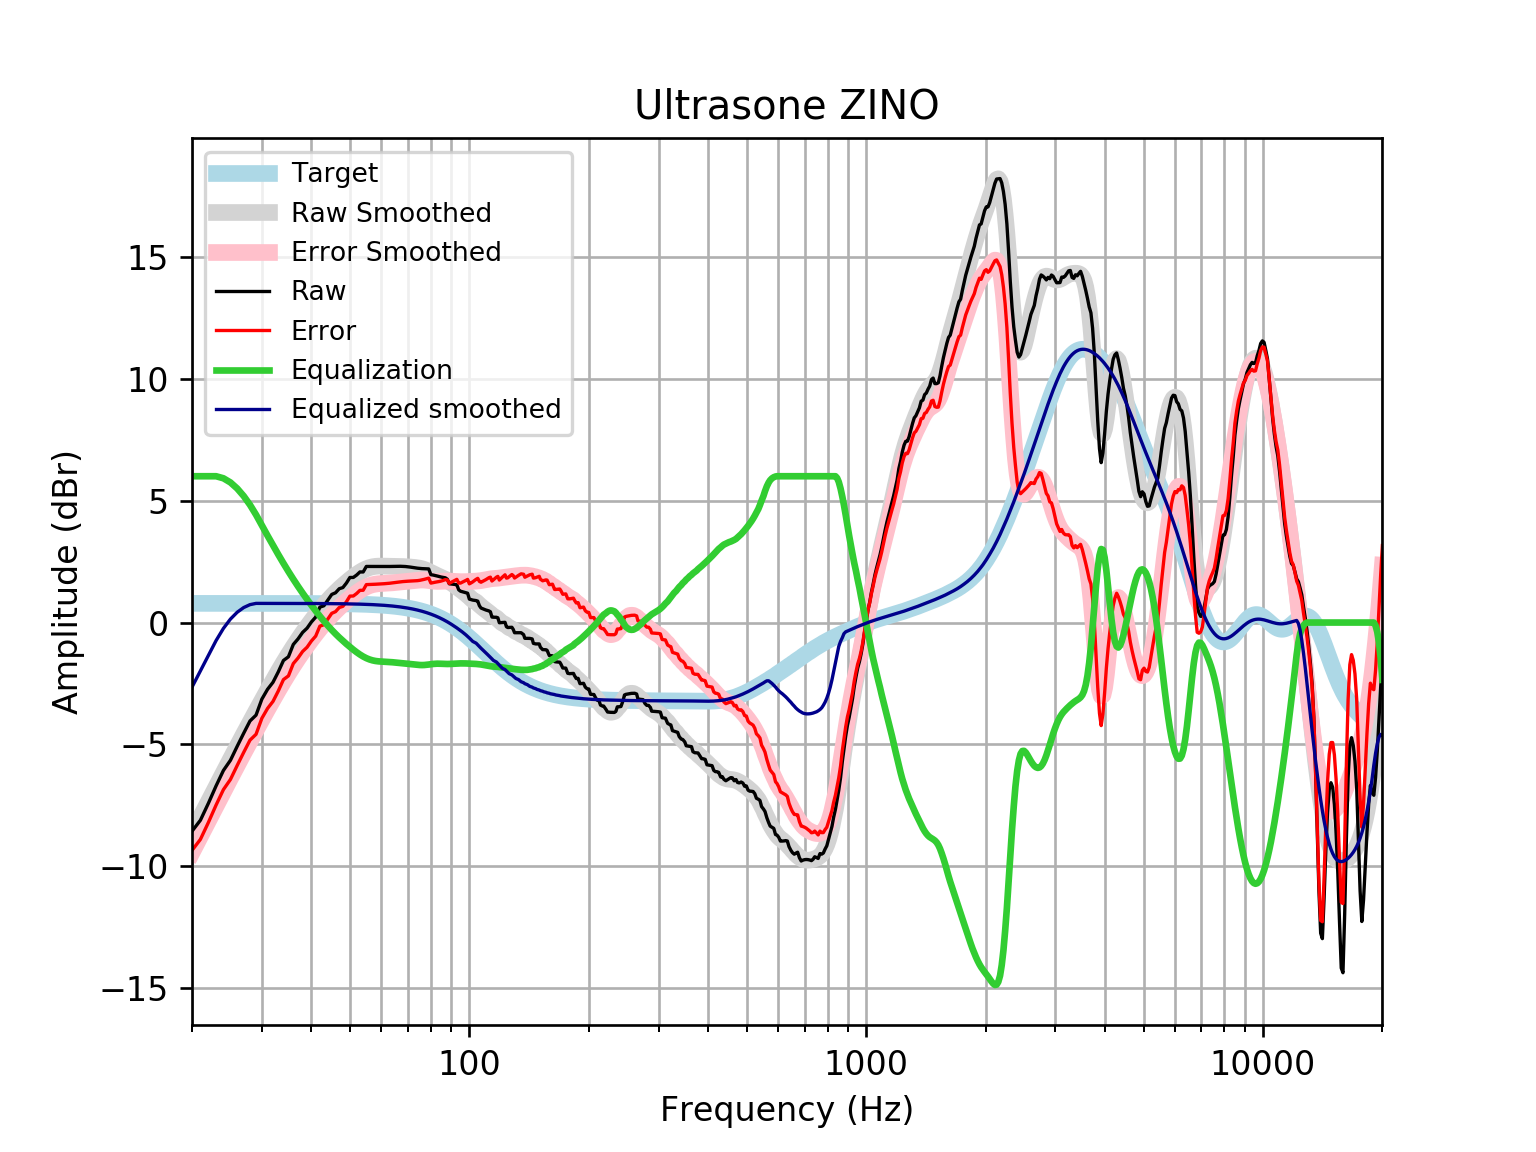 Ultrasone ZINO
Target
Raw Smoothed
Error Smoothed
Raw
Error
Equalization
Equalized smoothed
15
10
5
0
−5
−10
−15
Amplitude (dBr)
100
1000
10000
Frequency (Hz)